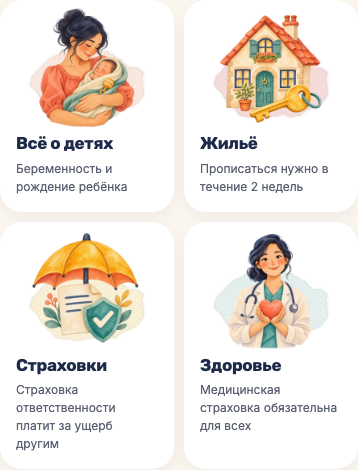 Всё о детях
Беременность и
рождение ребёнка
Жильё
Прописаться нужно в
течение 2 недель
Страховки
Страховка
ответственности
платит за ущерб
другим
Здоровье
Медицинская
страховка обязательна
для всех